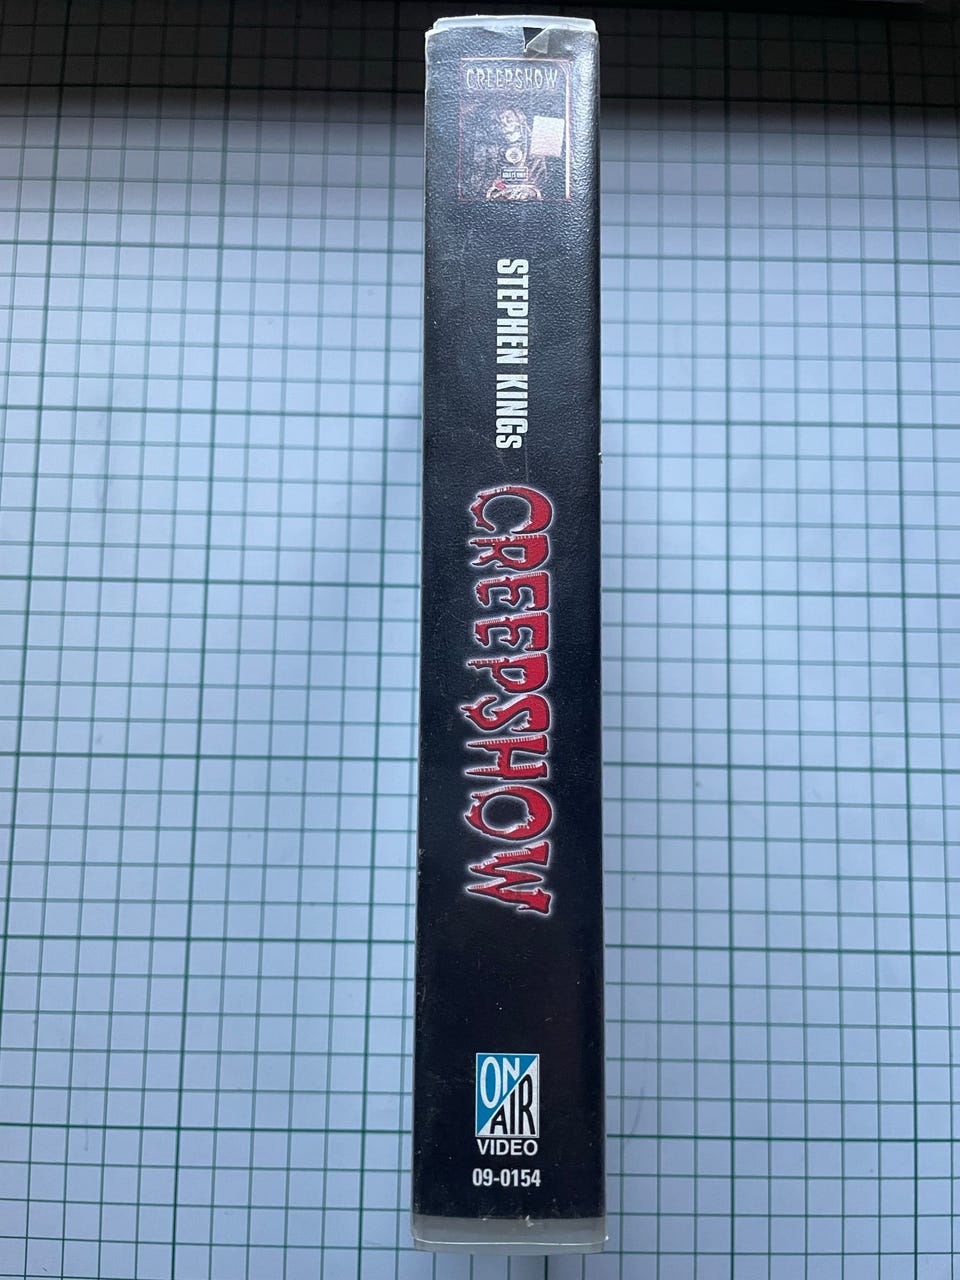 CREEPSHOW
STEPHEN KINGs
CREEPSHOW
ON
AIR
VIDEO
09-0154